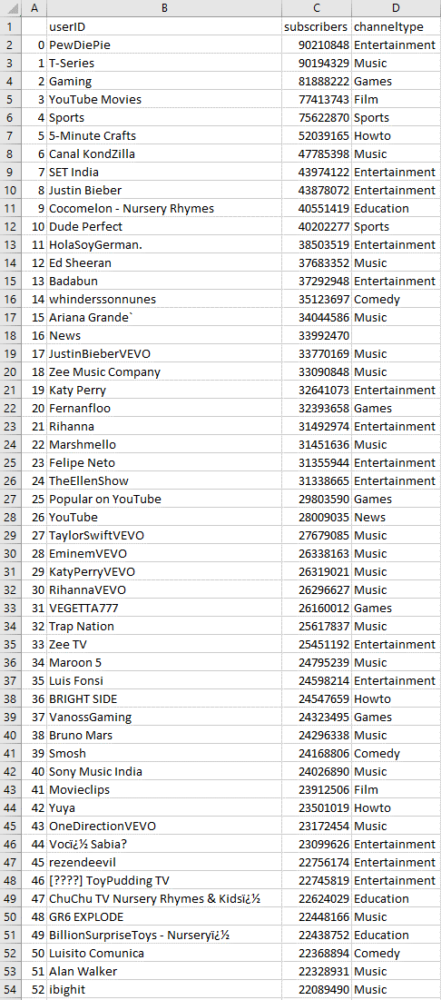 A B C D
1 userID subscribers channeltype
2 0 PewDiePie 90210848 Entertainment
3 1 T-Series 90194329 Music
4 2 Gaming 81888222 Games
5 3 YouTube Movies 77413743 Film
6 4 Sports 75622870 Sports
7 5 5-Minute Crafts 52039165 Howto
8 6 Canal KondZilla 47785398 Music
9 7 SET India 43974122 Entertainment
10 8 Justin Bieber 43878072 Entertainment
11 9 Cocomelon - Nursery Rhymes 40551419 Education
12 10 Dude Perfect 40202277 Sports
13 11 HolaSoyGerman. 38503519 Entertainment
14 12 Ed Sheeran 37683352 Music
15 13 Badabun 37292948 Entertainment
16 14 whinderssonnunes 35123697 Comedy
17 15 Ariana Grande` 34044586 Music
18 16 News 33992470
19 17 JustinBieberVEVO 33770169 Music
20 18 Zee Music Company 33090848 Music
21 19 Katy Perry 32641073 Entertainment
22 20 Fernanfloo 32393658 Games
23 21 Rihanna 31492974 Entertainment
24 22 Marshmello 31451636 Music
25 23 Felipe Neto 31355944 Entertainment
26 24 TheEllenShow 31338665 Entertainment
27 25 Popular on YouTube 29803590 Games
28 26 YouTube 28009035 News
29 27 TaylorSwiftVEVO 27679085 Music
30 28 EminemVEVO 26338163 Music
31 29 KatyPerryVEVO 26319021 Music
32 30 RihannaVEVO 26296627 Music
33 31 VEGETTA777 26160012 Games
34 32 Trap Nation 25617837 Music
35 33 Zee TV 25451192 Entertainment
36 34 Maroon 5 24795239 Music
37 35 Luis Fonsi 24598214 Entertainment
38 36 BRIGHT SIDE 24547659 Howto
39 37 VanossGaming 24323495 Games
40 38 Bruno Mars 24296338 Music
41 39 Smosh 24168806 Comedy
42 40 Sony Music India 24026890 Music
43 41 Movieclips 23912506 Film
44 42 Yuya 23501019 Howto
45 43 OneDirectionVEVO 23172454 Music
46 44 Vocï¿½ Sabia? 23099626 Entertainment
47 45 rezendeevil 22756174 Entertainment
48 46 [????] ToyPudding TV 22745819 Entertainment
49 47 ChuChu TV Nursery Rhymes & Kidsï¿½ 22624029 Education
50 48 GR6 EXPLODE 22448166 Music
51 49 BillionSurpriseToys - Nurseryï¿½ 22438752 Education
52 50 Luisito Comunica 22368894 Comedy
53 51 Alan Walker 22328931 Music
54 52 ibighit 22089490 Music